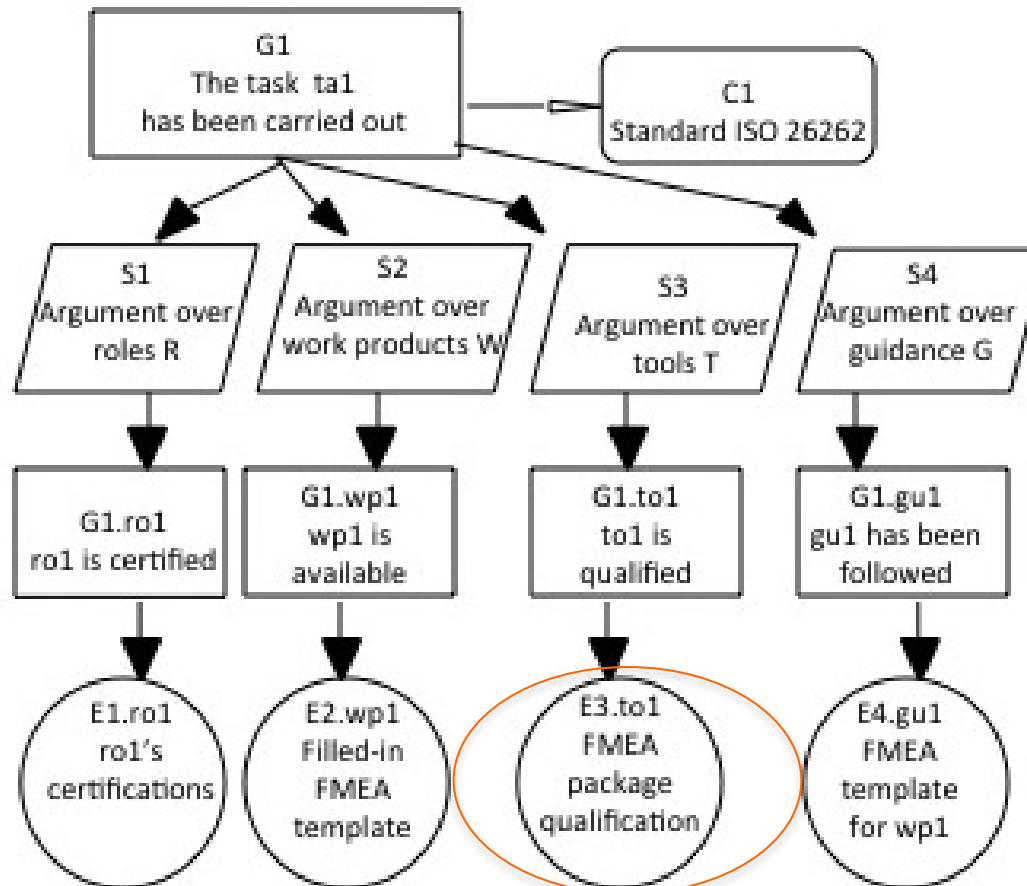 G1
The task ta1
has been carried out
C1
Standard ISO 26262
S1
Argument over
roles R
S2
Argument over
work products W
S3
Argument over
tools T
S4
Argument over
guidance G
G1.ro1
ro1 is certified
G1.wp1
wp1 is
available
G1.to1
to1 is
qualified
G1.gu1
gu1 has been
followed
E1.ro1
ro1's
certifications
E2.wp1
Filled-in
FMEA
template
E3.to1
FMEA
package
qualification
E4.gu1
FMEA
template
for wp1